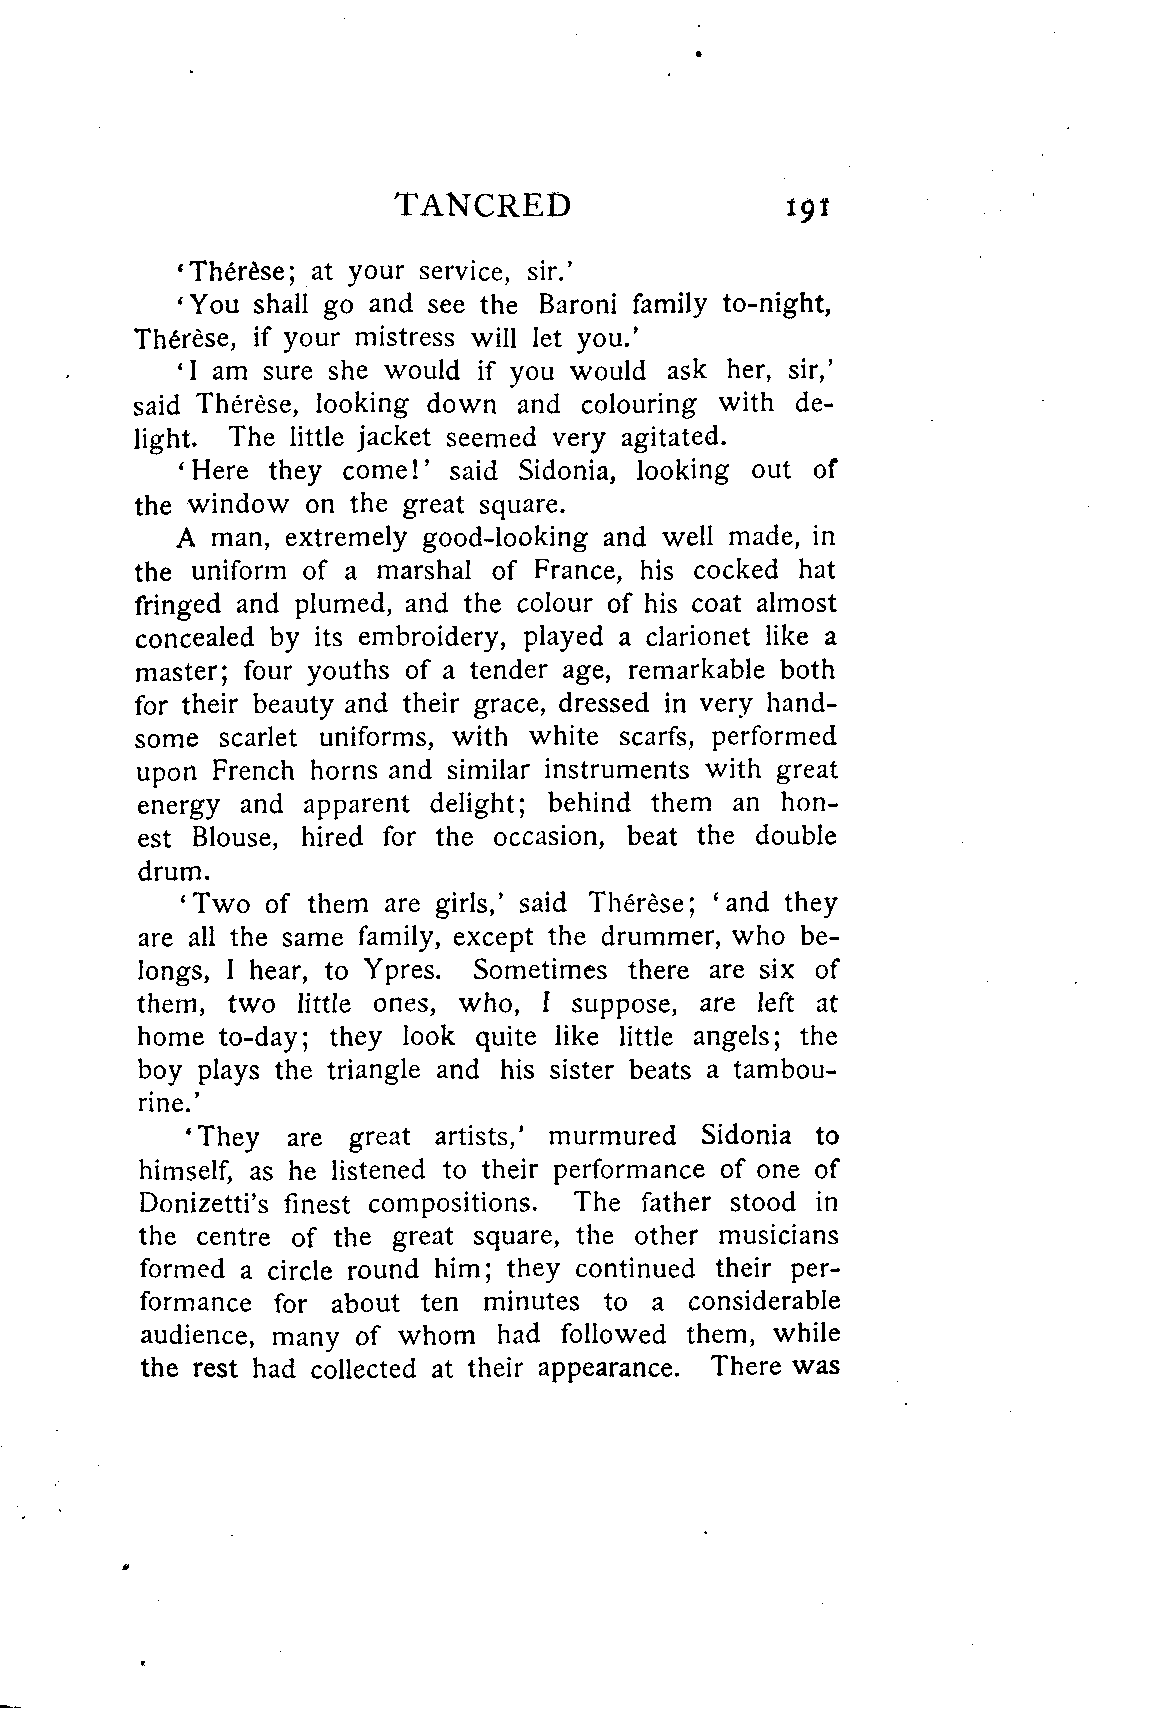 TANCRED 191
‘Thérèse; at your service, sir.’
‘You shall go and see the Baroni family to-night,
Thérèse, if your mistress will let you.’
‘I am sure she would if you would ask her, sir,’
said Thérèse, looking down and colouring with de-
light. The little jacket seemed very agitated.
‘Here they come!’ said Sidonia, looking out of
the window on the great square.
A man, extremely good-looking and well made, in
the uniform of a marshal of France, his cocked hat
fringed and plumed, and the colour of his coat almost
concealed by its embroidery, played a clarionet like a
master; four youths of a tender age, remarkable both
for their beauty and their grace, dressed in very hand-
some scarlet uniforms, with white scarfs, performed
upon French horns and similar instruments with great
energy and apparent delight; behind them an hon-
est Blouse, hired for the occasion, beat the double
drum.
‘Two of them are girls,’ said Thérèse; ‘and they
are all the same family, except the drummer, who be-
longs, I hear, to Ypres. Sometimes there are six of
them, two little ones, who, I suppose, are left at
home to-day; they look quite like little angels; the
boy plays the triangle and his sister beats a tambou-
rine.’
‘They are great artists,’ murmured Sidonia to
himself, as he listened to their performance of one of
Donizetti’s finest compositions. The father stood in
the centre of the great square, the other musicians
formed a circle round him; they continued their per-
formance for about ten minutes to a considerable
audience, many of whom had followed them, while
the rest had collected at their appearance. There was